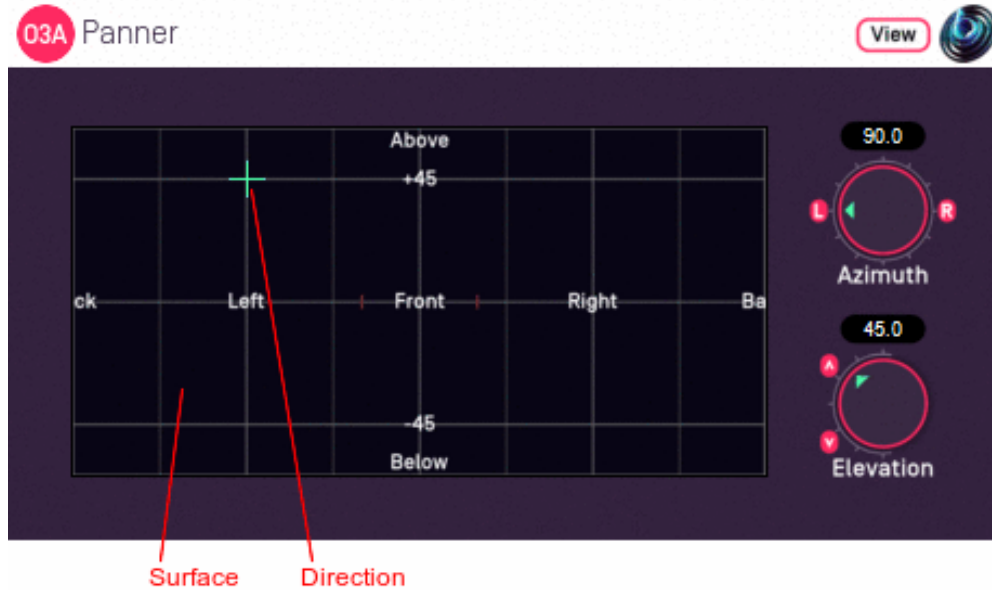 O3A Panner
View
Above
+45
ck Left Front Right Ba
-45
Below
90.0
L R
Azimuth
45.0
Elevation
Surface Direction